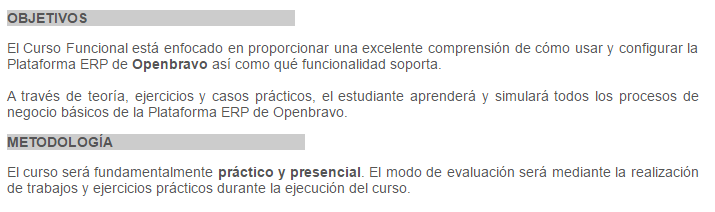 OBJETIVOS
El Curso Funcional está enfocado en proporcionar una excelente comprensión de cómo usar y configurar la
Plataforma ERP de Openbravo así como qué funcionalidad soporta.
A través de teoría, ejercicios y casos prácticos, el estudiante aprenderá y simulará todos los procesos de
negocio básicos de la Plataforma ERP de Openbravo.
METODOLOGÍA
El curso será fundamentalmente práctico y presencial. El modo de evaluación será mediante la realización
de trabajos y ejercicios prácticos durante la ejecución del curso.